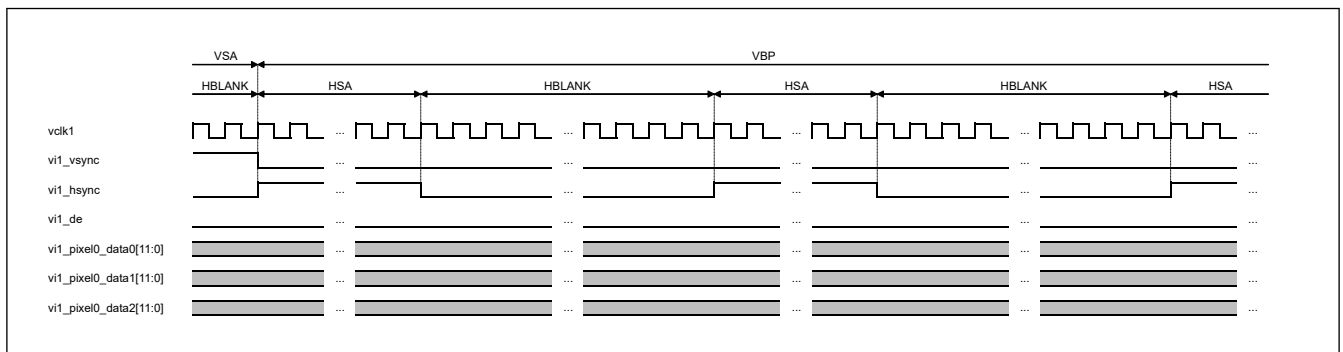 VSA VBP
HBLANK HSA HBLANK HSA HBLANK HSA
vclk1 ... ... ... ... ...
vi1_vsync ... ... ... ... ...
vi1_hsync ... ... ... ... ...
vi1_de ... ... ... ... ...
vi1_pixel0_data0[11:0] ... ... ... ... ...
vi1_pixel0_data1[11:0] ... ... ... ... ...
vi1_pixel0_data2[11:0] ... ... ... ... ...